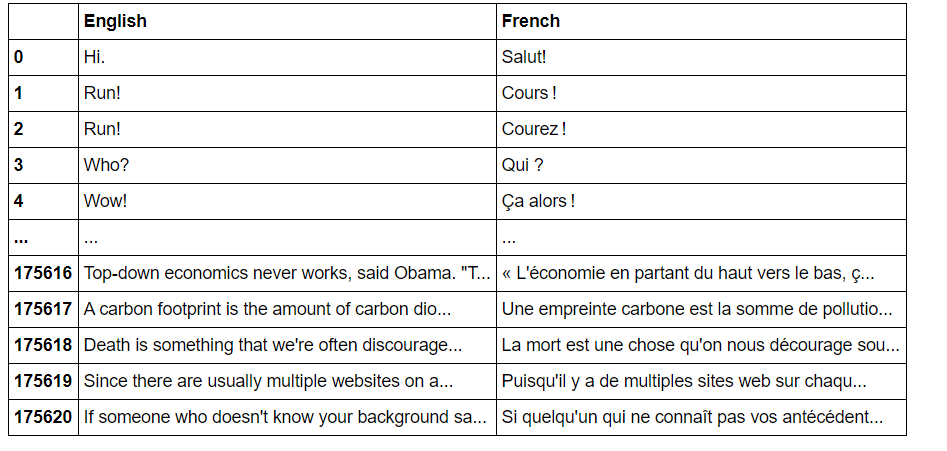 English French
0 Hi. Salut!
1 Run! Cours !
2 Run! Courez !
3 Who? Qui ?
4 Wow! Ça alors !
... ... ...
175616 Top-down economics never works, said Obama. "T... « L'économie en partant du haut vers le bas, ç...
175617 A carbon footprint is the amount of carbon dio... Une empreinte carbone est la somme de pollutio...
175618 Death is something that we're often discourage... La mort est une chose qu'on nous décourage sou...
175619 Since there are usually multiple websites on a... Puisqu'il y a de multiples sites web sur chaqu...
175620 If someone who doesn't know your background sa... Si quelqu'un qui ne connaît pas vos antécédent...